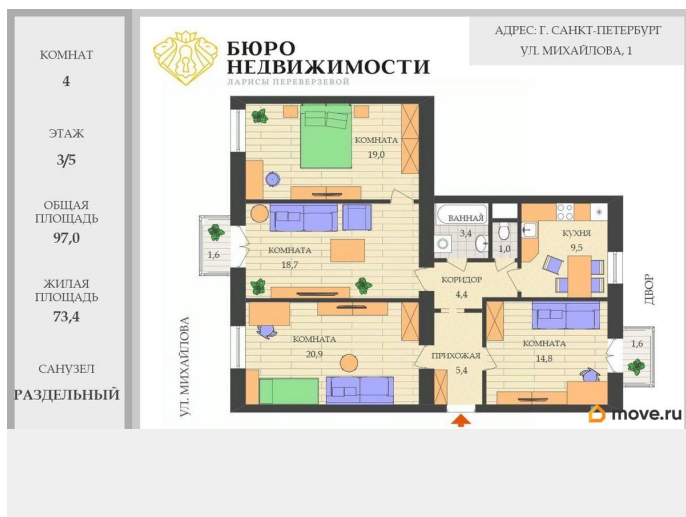 КОМНАТ
4
ЭТАЖ
3/5
ОБЩАЯ
ПЛОЩАДЬ
97,0
ЖИЛАЯ
ПЛОЩАДЬ
73,4
САНУЗЕЛ
РАЗДЕЛЬНЫЙ
БЮРО
НЕДВИЖИМОСТИ
ЛАРИСЫ ПЕРЕВЕРЗЕВОЙ
АДРЕС: Г. САНКТ-ПЕТЕРБУРГ
УЛ. МИХАЙЛОВА, 1
КОМНАТА
19,0
ВАННАЯ
3,4
1,0
КУХНЯ
9,5
1,6
КОМНАТА
18,7
КОРИДОР
4,4
ДВОР
УЛ. МИХАЙЛОВА
КОМНАТА
20,9
ПРИХОЖАЯ
5,4
КОМНАТА
14,8
1,6
move.ru